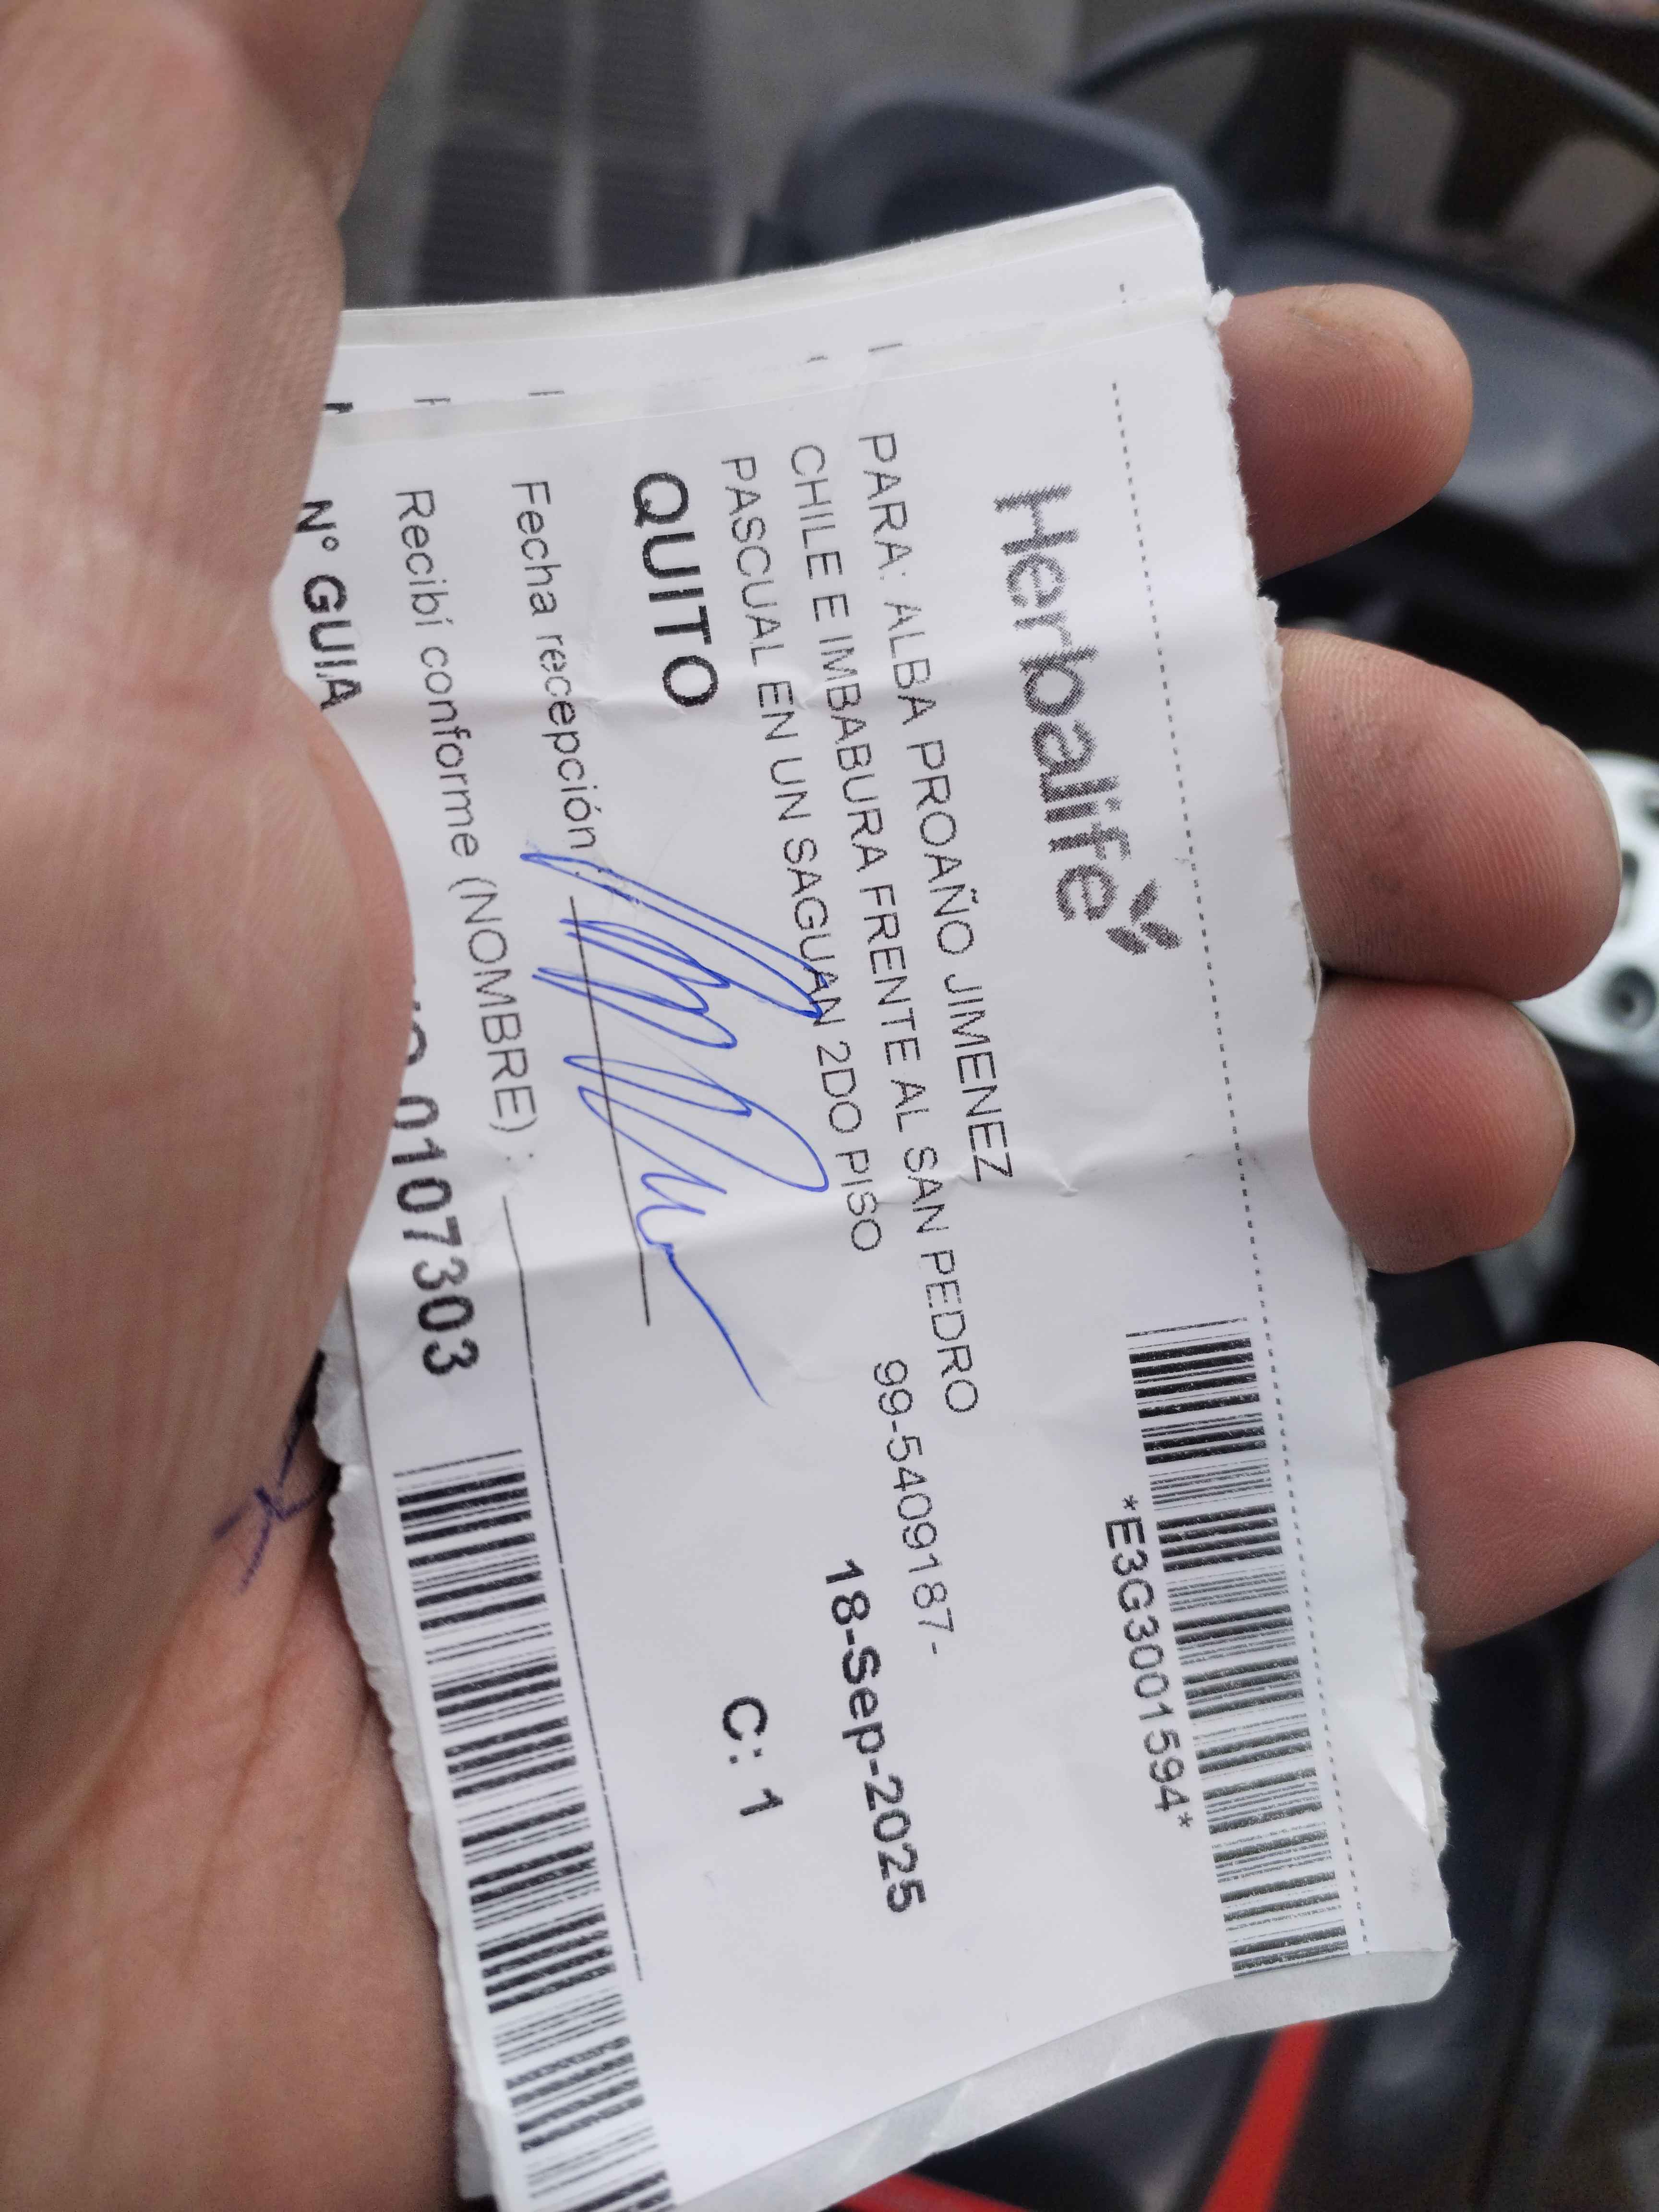 Herbalife
*E3G3001594*
PARA: ALBA PROAÑO JIMENEZ
CHILE E IMBABURA FRENTE AL SAN PEDRO
PASCUAL EN UN SAGUAN 2DO PISO
99-5409187-
QUITO
18-Sep-2025
C: 1
Fecha recepción:
Recibí conforme (NOMBRE) :
N° GUIA
0107303